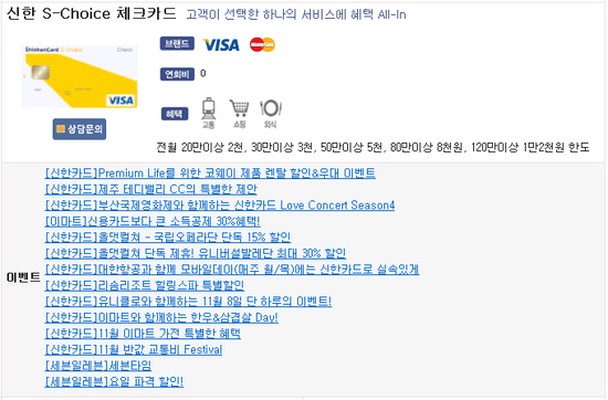 신한 S-Choice 체크카드 고객이 선택한 하나의 서비스에 혜택 All-In
ShinhanCard S-Choice Check
VISA
상담문의
브랜드 VISA MasterCard
연회비 0
혜택 교통 쇼핑 외식
전월 20만이상 2천, 30만이상 3천, 50만이상 5천, 80만이상 8천원, 120만이상 1만2천원 한도
이벤트
[신한카드]Premium Life를 위한 코웨이 제품 렌탈 할인&우대 이벤트
[신한카드]제주 테디밸리 CC의 특별한 제안
[신한카드]부산국제영화제와 함께하는 신한카드 Love Concert Season4
[이마트]신용카드보다 큰 소득공제 30%혜택!
[신한카드]올댓컬쳐 - 국립오페라단 단독 15% 할인
[신한카드]올댓컬쳐 단독 제휴! 유니버설발레단 최대 30% 할인
[신한카드]대한항공과 함께 모바일데이(매주 월/목)에는 신한카드로 실속있게
[신한카드]리솜리조트 힐링스파 특별할인
[신한카드]유니클로와 함께하는 11월 8일 단 하루의 이벤트!
[신한카드]이마트와 함께하는 한우&삼겹살 Day!
[신한카드]11월 이마트 가전 특별한 혜택
[신한카드]11월 반값 교통비 Festival
[세븐일레븐]세븐타임
[세븐일레븐]요일 파격 할인!